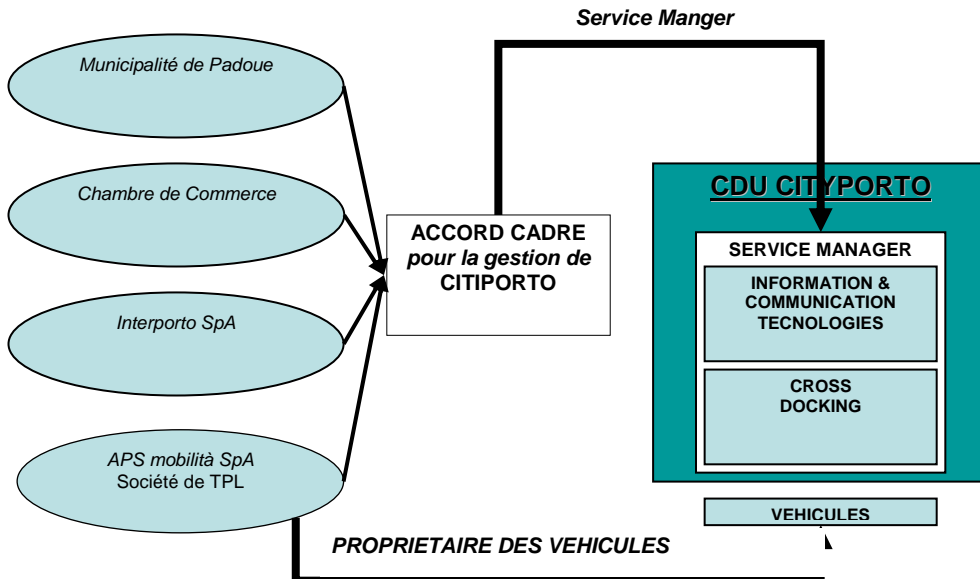 Service Manger
Municipalité de Padoue
Chambre de Commerce
Interporto SpA
APS mobilità SpA
Société de TPL
ACCORD CADRE
pour la gestion de
CITIPORTO
CDU CITYPORTO
SERVICE MANAGER
INFORMATION &
COMMUNICATION
TECNOLOGIES
CROSS
DOCKING
VEHICULES
PROPRIETAIRE DES VEHICULES